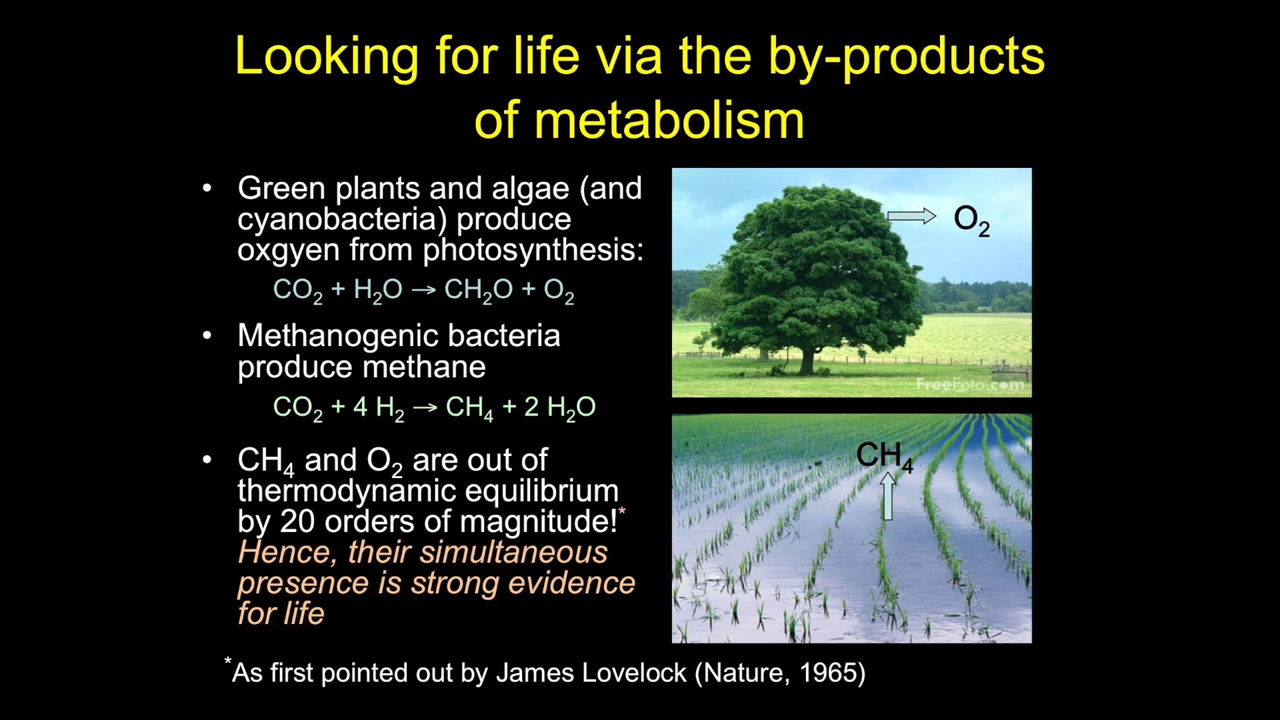 Looking for life via the by-products
of metabolism
• Green plants and algae (and
cyanobacteria) produce
oxgyen from photosynthesis:
CO₂ + H₂O → CH₂O + O₂
• Methanogenic bacteria
produce methane
CO₂ + 4 H₂ → CH₄ + 2 H₂O
• CH₄ and O₂ are out of
thermodynamic equilibrium
by 20 orders of magnitude!*
Hence, their simultaneous
presence is strong evidence
for life
O₂
FreeFoto.com
CH₄
*As first pointed out by James Lovelock (Nature, 1965)